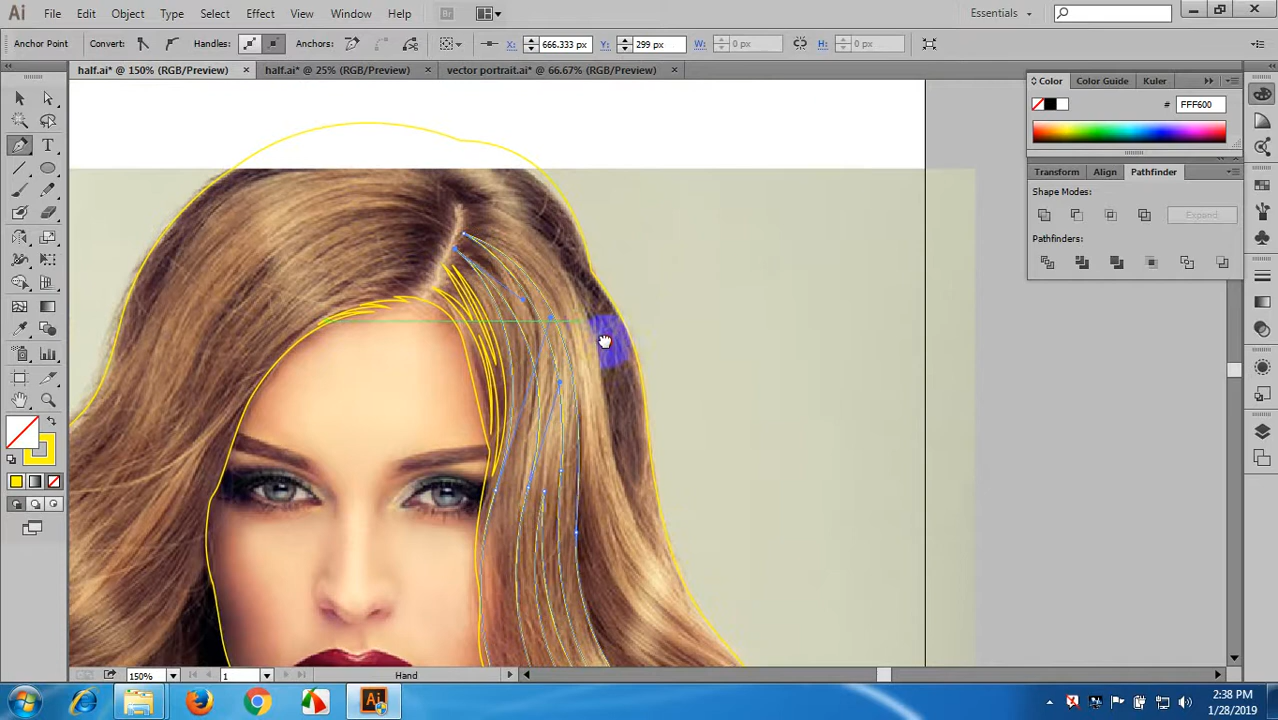 Ai File Edit Object Type Select Effect View Window Help Br Essentials
Anchor Point Convert: Handles: Anchors: X: 666.333 px Y: 299 px W: 0 px H: 0 px
half.ai* @ 150% (RGB/Preview) × half.ai* @ 25% (RGB/Preview) × vector portrait.ai* @ 66.67% (RGB/Preview) ×
Color Color Guide Kuler
# FFF600
Transform Align Pathfinder
Shape Modes:
Expand
Pathfinders:
150% 1 Hand
Ai 2:38 PM
1/28/2019